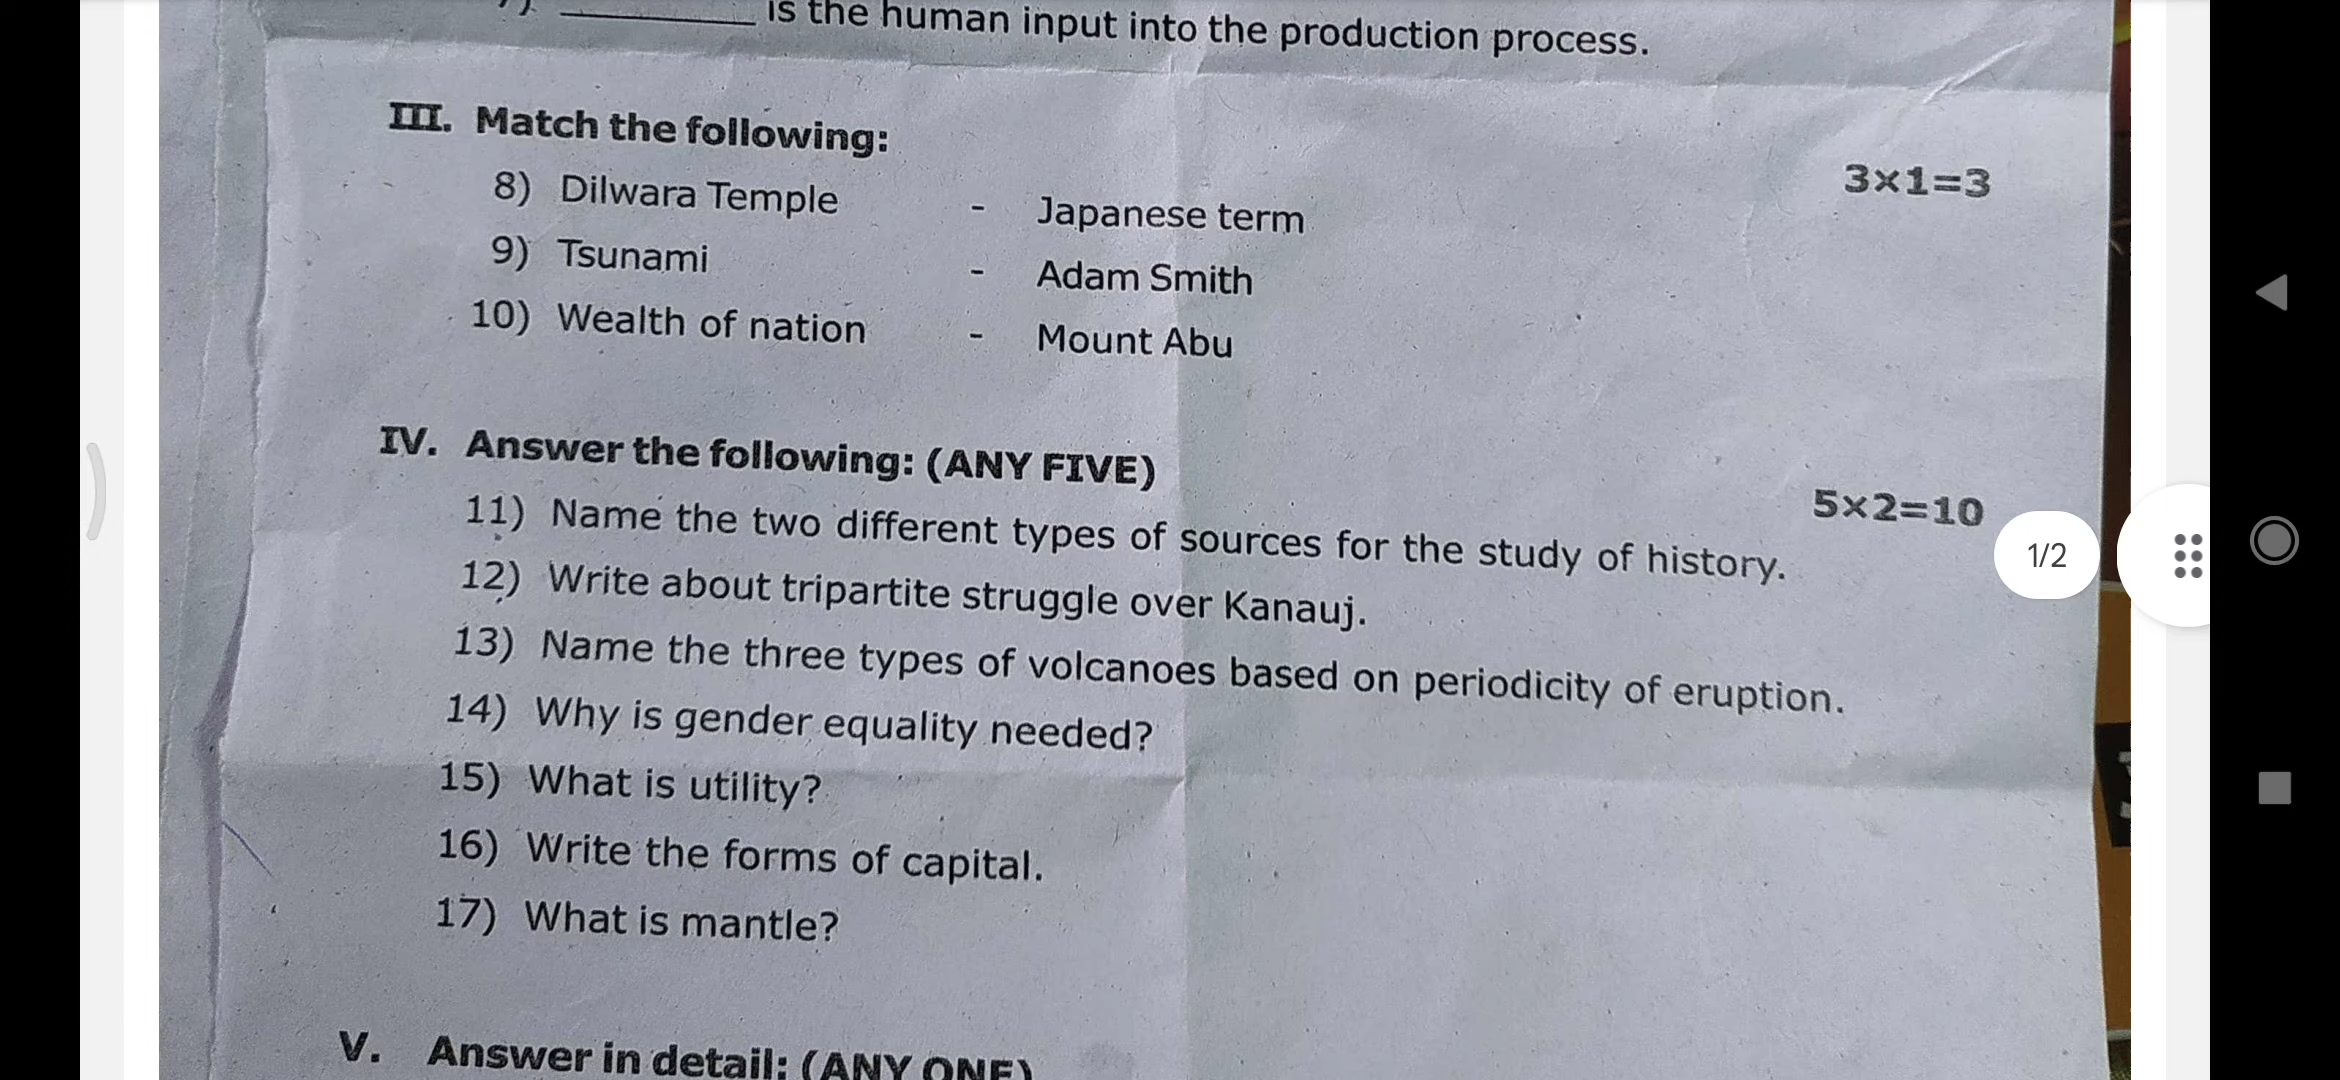 is the human input into the production process.
III. Match the following:
3×1=3
8) Dilwara Temple - Japanese term
9) Tsunami - Adam Smith
10) Wealth of nation - Mount Abu
IV. Answer the following: (ANY FIVE)
5×2=10
11) Name the two different types of sources for the study of history.
12) Write about tripartite struggle over Kanauj.
13) Name the three types of volcanoes based on periodicity of eruption.
14) Why is gender equality needed?
15) What is utility?
16) Write the forms of capital.
17) What is mantle?
V. Answer in detail: (ANY ONE)
1/2